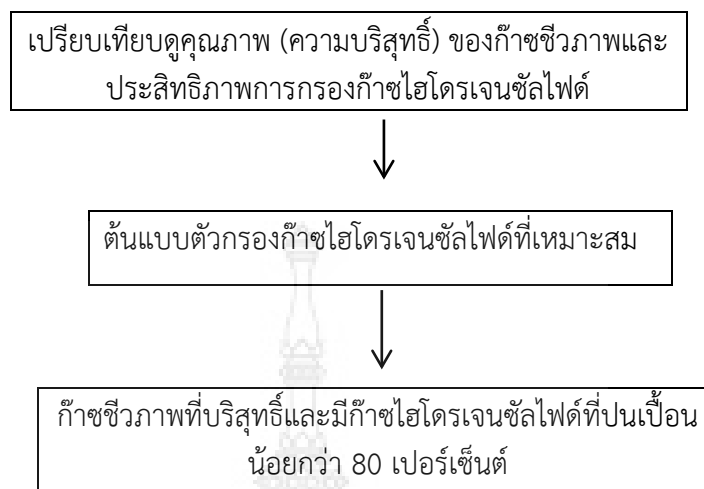 เปรียบเทียบดูคุณภาพ (ความบริสุทธิ์) ของก๊าซชีวภาพและ
ประสิทธิภาพการกรองก๊าซไฮโดรเจนซัลไฟด์
ต้นแบบตัวกรองก๊าซไฮโดรเจนซัลไฟด์ที่เหมาะสม
ก๊าซชีวภาพที่บริสุทธิ์และมีก๊าซไฮโดรเจนซัลไฟด์ที่ปนเปื้อน
น้อยกว่า 80 เปอร์เซ็นต์